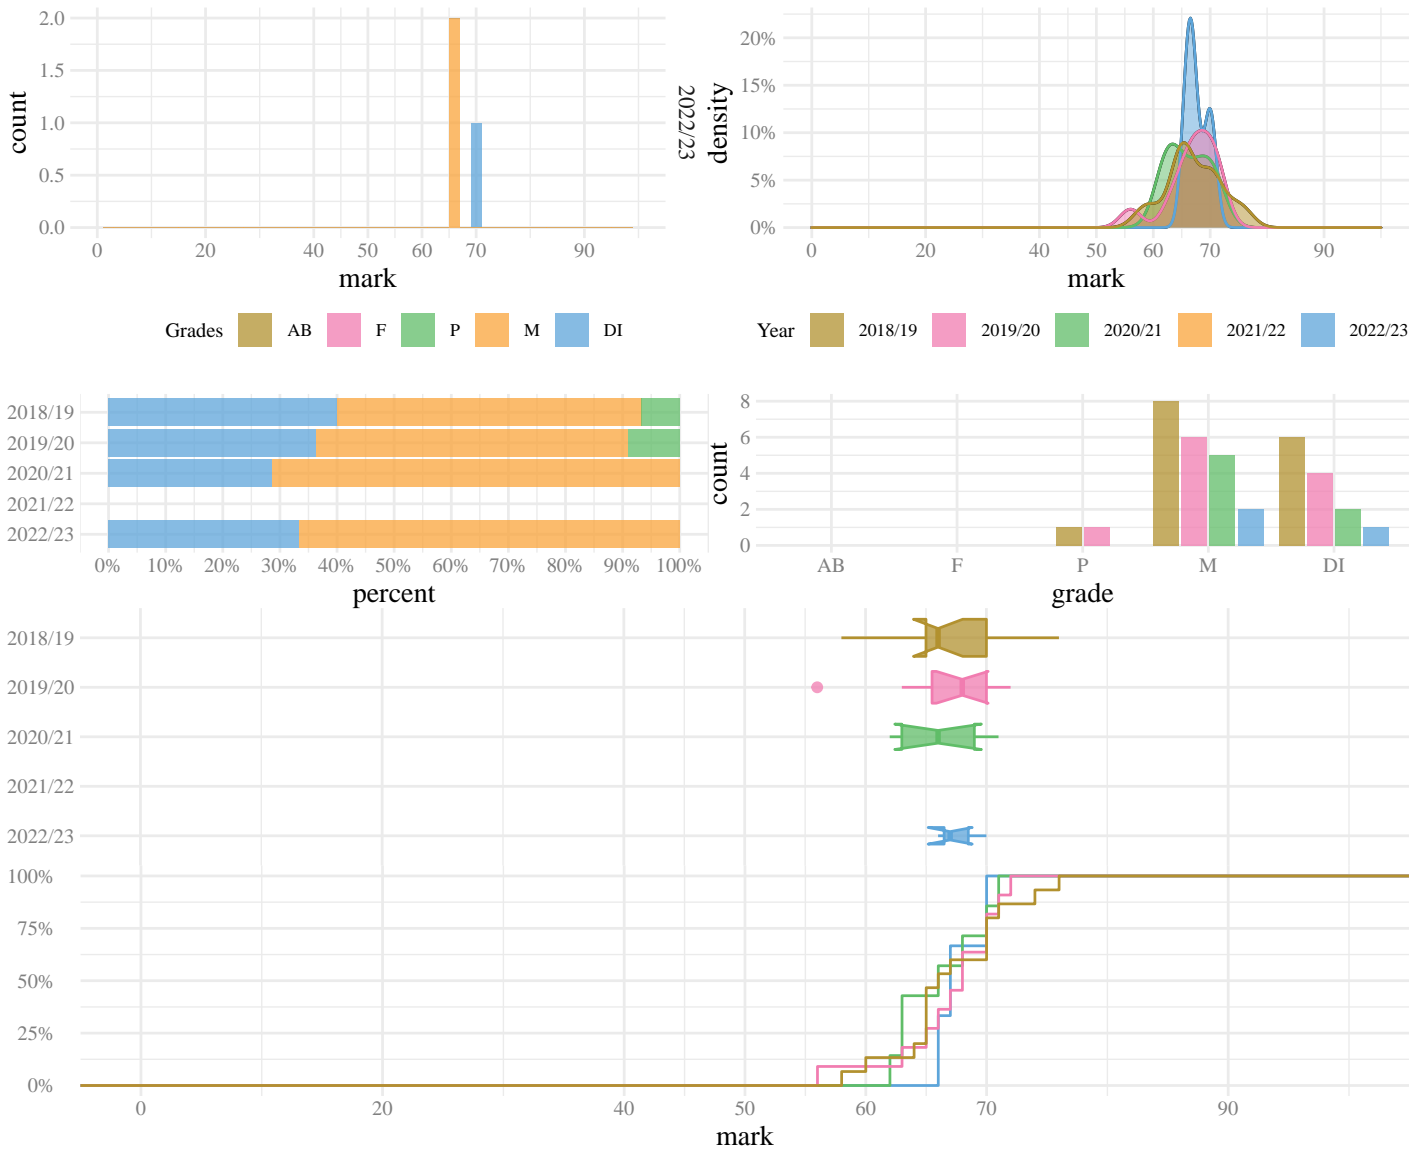 2.0
1.5
1.0
0.5
0.0
count
0 20 40 50 60 70 90
mark
2022/23
20%
15%
10%
5%
0%
density
0 20 40 50 60 70 90
mark
Grades AB F P M DI
Year 2018/19 2019/20 2020/21 2021/22 2022/23
2018/19
2019/20
2020/21
2021/22
2022/23
0% 10% 20% 30% 40% 50% 60% 70% 80% 90% 100%
percent
8
6
4
2
0
count
AB F P M DI
grade
2018/19
2019/20
2020/21
2021/22
2022/23
100%
75%
50%
25%
0%
0 20 40 50 60 70 90
mark